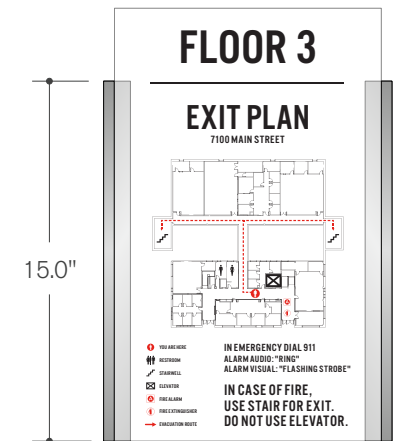 FLOOR 3
EXIT PLAN
7100 MAIN STREET
15.0"
YOU ARE HERE
RESTROOM
STAIRWELL
ELEVATOR
FIRE ALARM
FIRE EXTINGUISHER
EVACUATION ROUTE
IN EMERGENCY DIAL 911
ALARM AUDIO: "RING"
ALARM VISUAL: "FLASHING STROBE"
IN CASE OF FIRE,
USE STAIR FOR EXIT.
DO NOT USE ELEVATOR.